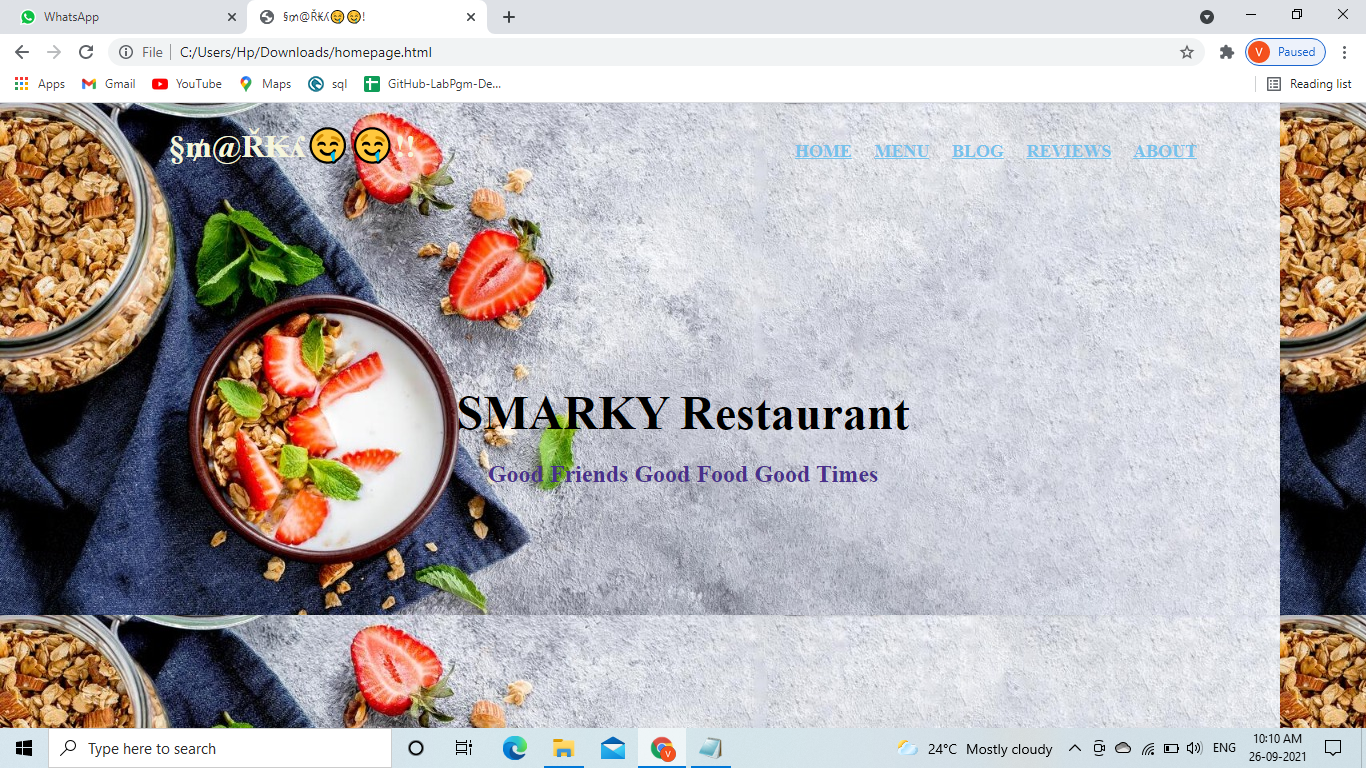 WhatsApp
§₥@ŘꝀʎ🤤🤤!
File
C:/Users/Hp/Downloads/homepage.html
V Paused
Apps
Gmail
YouTube
Maps
sql
GitHub-LabPgm-De...
Reading list
§₥@ŘꝀʎ🤤🤤!!
HOME MENU BLOG REVIEWS ABOUT
SMARKY Restaurant
Good Friends Good Food Good Times
Type here to search
V
24°C Mostly cloudy
ENG
10:10 AM
26-09-2021